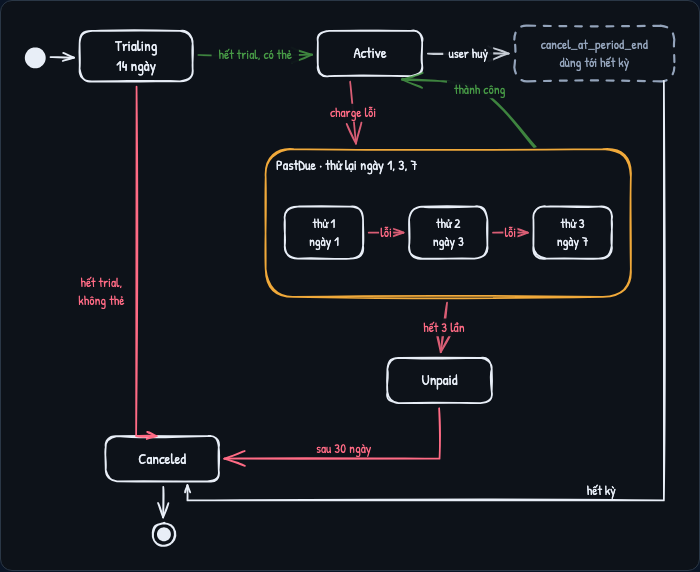 Trialing
14 ngày
hết trial, có thẻ
Active
user huỷ
cancel_at_period_end
dùng tới hết kỳ
thành công
charge lỗi
PastDue · thử lại ngày 1, 3, 7
thử 1
ngày 1
lỗi
thử 2
ngày 3
lỗi
thử 3
ngày 7
hết trial,
không thẻ
hết 3 lần
Unpaid
sau 30 ngày
Canceled
hết kỳ